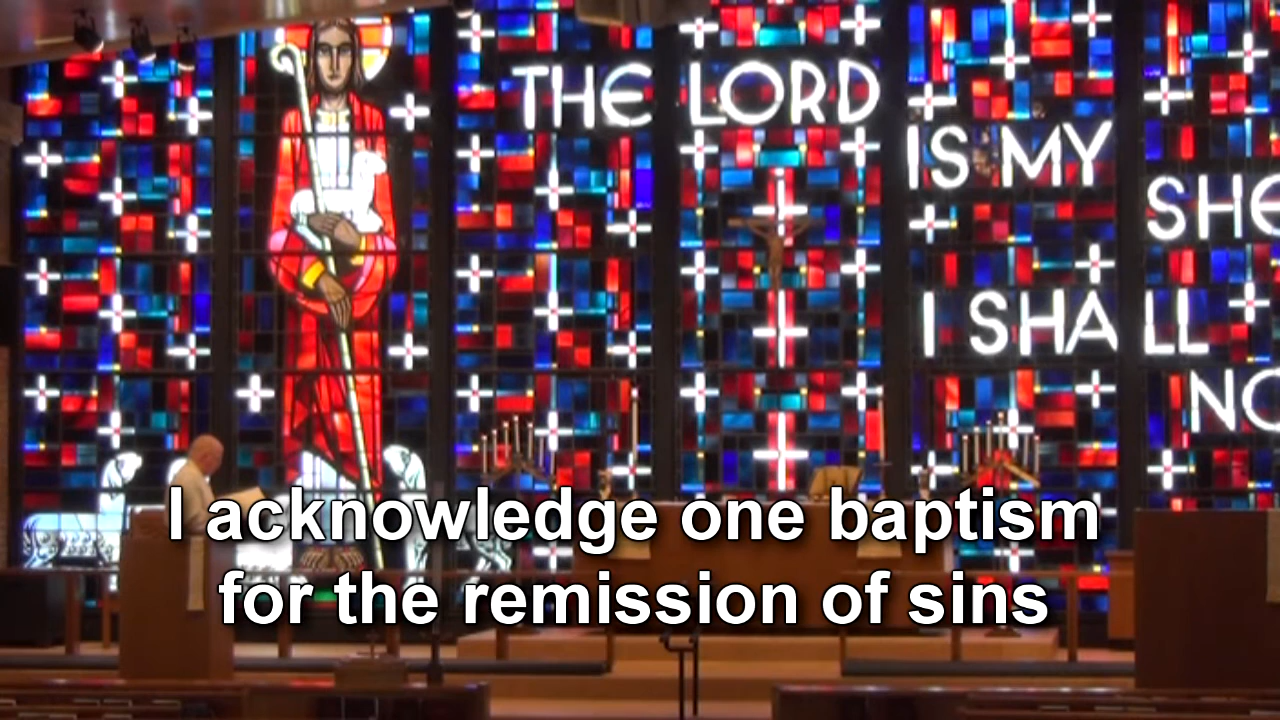 THE LORD
IS MY
SHE
I SHALL
NO
I acknowledge one baptism
for the remission of sins